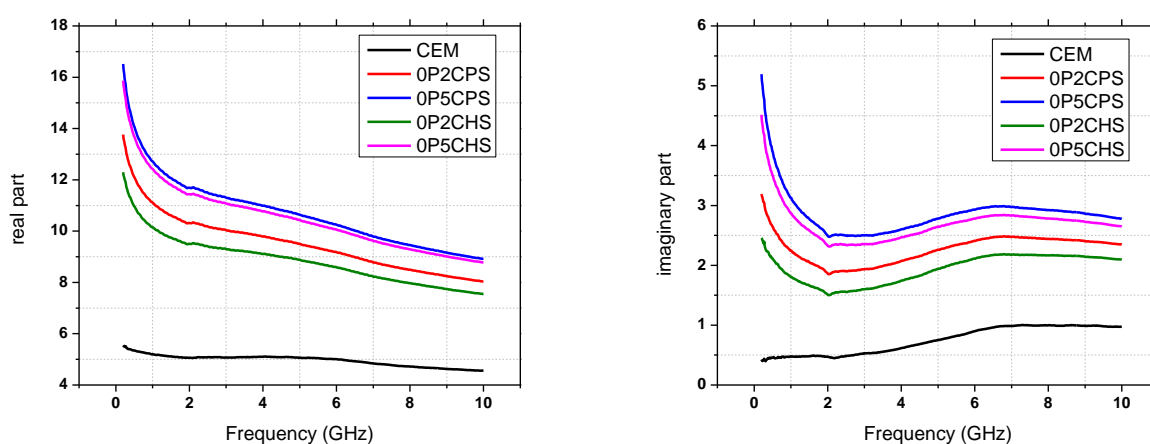 real part
18
16
14
12
10
8
6
4
CEM
0P2CPS
0P5CPS
0P2CHS
0P5CHS
0 2 4 6 8 10
Frequency (GHz)
imaginary part
6
5
4
3
2
1
0
CEM
0P2CPS
0P5CPS
0P2CHS
0P5CHS
0 2 4 6 8 10
Frequency (GHz)